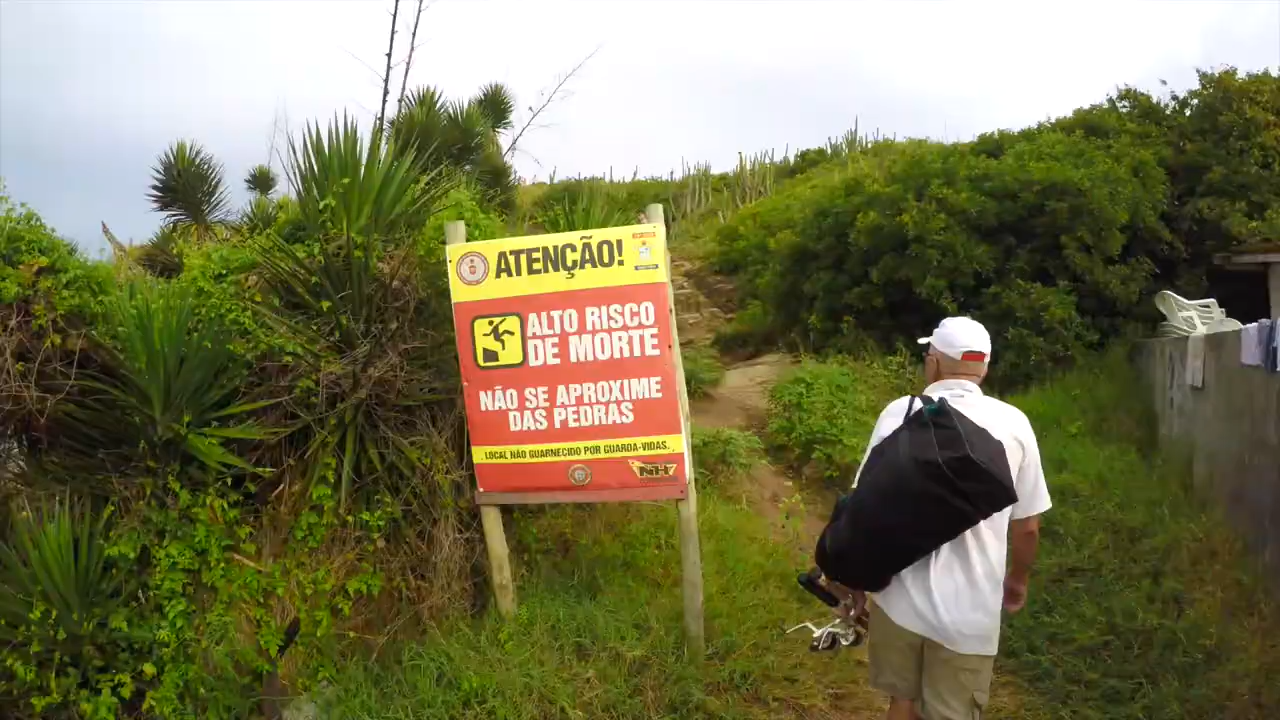 ATENÇÃO!
ALTO RISCO
DE MORTE
NÃO SE APROXIME
DAS PEDRAS
LOCAL NÃO GUARNECIDO POR GUARDA-VIDAS.
NH